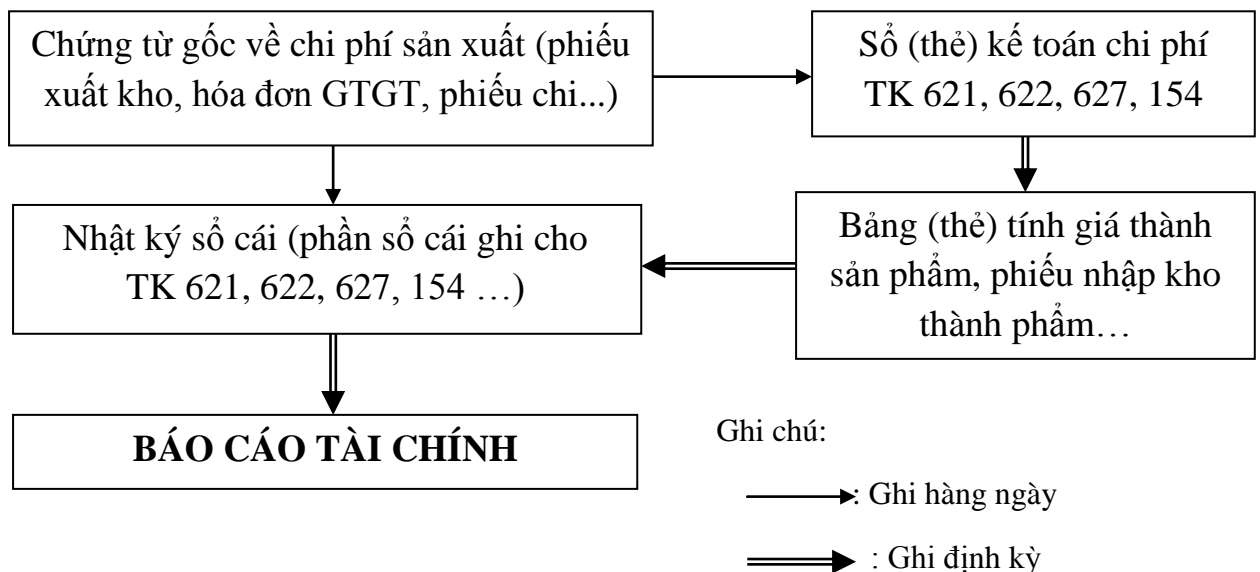 Chứng từ gốc về chi phí sản xuất (phiếu
xuất kho, hóa đơn GTGT, phiếu chi...)
Sổ (thẻ) kế toán chi phí
TK 621, 622, 627, 154
Nhật ký sổ cái (phần sổ cái ghi cho
TK 621, 622, 627, 154 …)
Bảng (thẻ) tính giá thành
sản phẩm, phiếu nhập kho
thành phẩm…
BÁO CÁO TÀI CHÍNH
Ghi chú:
: Ghi hàng ngày
: Ghi định kỳ